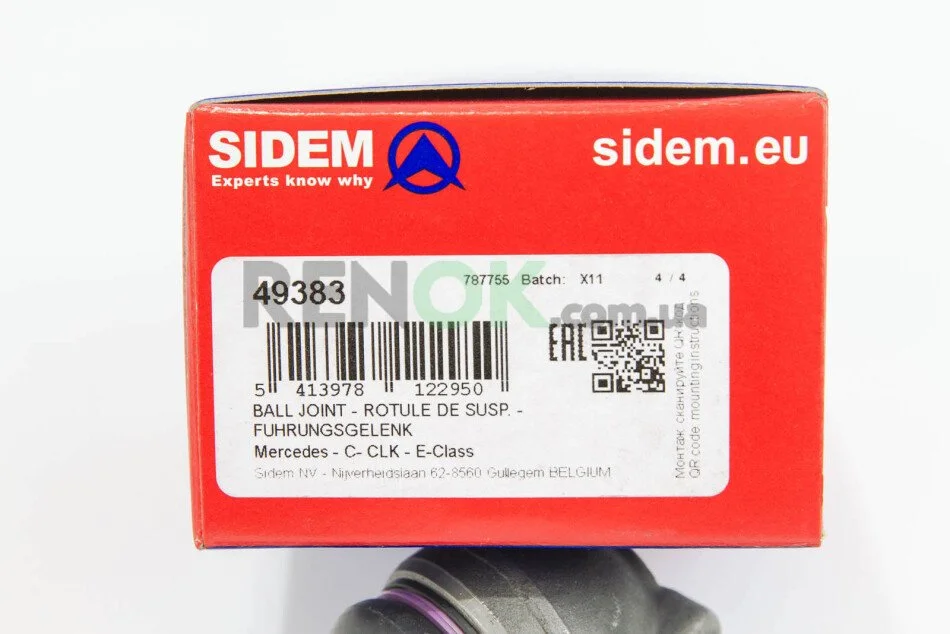 SIDEM
Experts know why
sidem.eu
787755 Batch: X11 4 / 4
49383
RENOK.com.ua
EAC
5 413978 122950
BALL JOINT - ROTULE DE SUSP. -
FUHRUNGSGELENK
Mercedes - C- CLK - E-Class
Sidem NV - Nijverheidslaan 62-8560 Gullegem BELGIUM
Монтаж: сканируйте QR код
QR code: mounting instructions